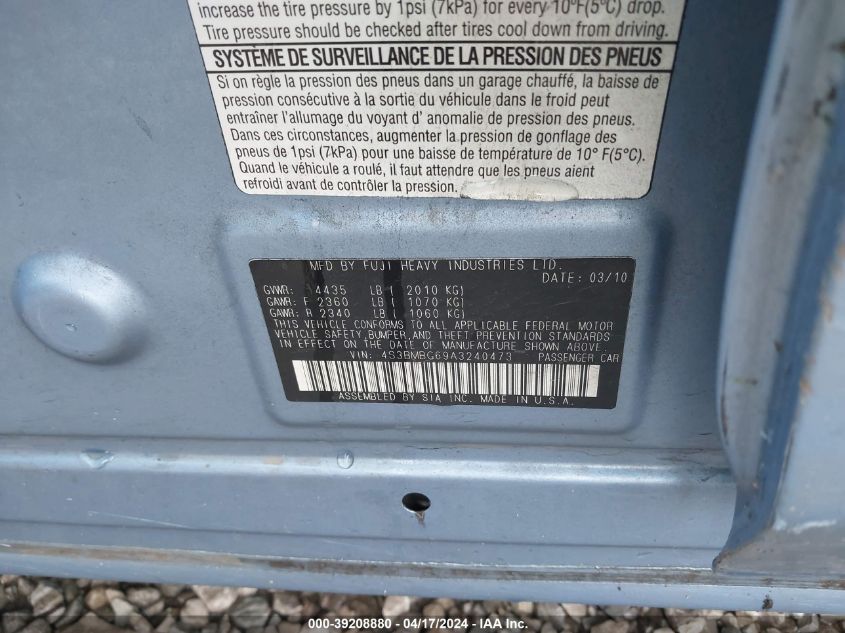 increase the tire pressure by 1psi (7kPa) for every 10°F(5°C) drop.
Tire pressure should be checked after tires cool down from driving.
SYSTÈME DE SURVEILLANCE DE LA PRESSION DES PNEUS
Si on règle la pression des pneus dans un garage chauffé, la baisse de
pression consécutive à la sortie du véhicule dans le froid peut
entraîner l'allumage du voyant d' anomalie de pression des pneus.
Dans ces circonstances, augmenter la pression de gonflage des
pneus de 1psi (7kPa) pour une baisse de température de 10° F(5°C).
Quand le véhicule a roulé, il faut attendre que les pneus aient
refroidi avant de contrôler la pression.
MFD BY FUJI HEAVY INDUSTRIES LTD.
DATE: 03/10
GVWR: 4435 LB ( 2010 KG)
GAWR: F 2360 LB ( 1070 KG)
GAWR: R 2340 LB ( 1060 KG)
THIS VEHICLE CONFORMS TO ALL APPLICABLE FEDERAL MOTOR
VEHICLE SAFETY,BUMPER,AND THEFT PREVENTION STANDARDS
IN EFFECT ON THE DATE OF MANUFACTURE SHOWN ABOVE.
VIN: 4S3BMBG69A3240473 PASSENGER CAR
ASSEMBLED BY SIA INC. MADE IN U.S.A.
000-39208880 - 04/17/2024 - IAA Inc.